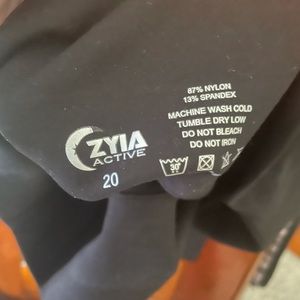 87% NYLON
13% SPANDEX
MACHINE WASH COLD
TUMBLE DRY LOW
DO NOT BLEACH
DO NOT IRON
30°
ZYIA
ACTIVE
20